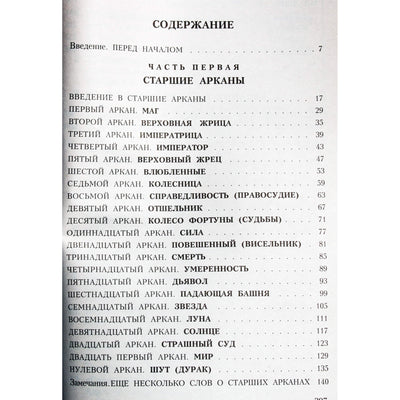 СОДЕРЖАНИЕ
Введение. ПЕРЕД НАЧАЛОМ . . . . . . . . . . . . . . . . 7
ЧАСТЬ ПЕРВАЯ
СТАРШИЕ АРКАНЫ
ВВЕДЕНИЕ В СТАРШИЕ АРКАНЫ . . . . . . . . . . . . 17
ПЕРВЫЙ АРКАН. МАГ . . . . . . . . . . . . . . . . 29
ВТОРОЙ АРКАН. ВЕРХОВНАЯ ЖРИЦА . . . . . . . . 35
ТРЕТИЙ АРКАН. ИМПЕРАТРИЦА . . . . . . . . . . . 39
ЧЕТВЕРТЫЙ АРКАН. ИМПЕРАТОР . . . . . . . . . . 43
ПЯТЫЙ АРКАН. ВЕРХОВНЫЙ ЖРЕЦ . . . . . . . . . 47
ШЕСТОЙ АРКАН. ВЛЮБЛЕННЫЕ . . . . . . . . . . . 53
СЕДЬМОЙ АРКАН. КОЛЕСНИЦА . . . . . . . . . . . 59
ВОСЬМОЙ АРКАН. СПРАВЕДЛИВОСТЬ (ПРАВОСУДИЕ) . . 63
ДЕВЯТЫЙ АРКАН. ОТШЕЛЬНИК . . . . . . . . . . . 67
ДЕСЯТЫЙ АРКАН. КОЛЕСО ФОРТУНЫ (СУДЬБЫ) . . . . 71
ОДИННАДЦАТЫЙ АРКАН. СИЛА . . . . . . . . . . . 77
ДВЕНАДЦАТЫЙ АРКАН. ПОВЕШЕННЫЙ (ВИСЕЛЬНИК) . . 81
ТРИНАДЦАТЫЙ АРКАН. СМЕРТЬ . . . . . . . . . . . 85
ЧЕТЫРНАДЦАТЫЙ АРКАН. УМЕРЕННОСТЬ . . . . . . . 89
ПЯТНАДЦАТЫЙ АРКАН. ДЬЯВОЛ . . . . . . . . . . . 93
ШЕСТНАДЦАТЫЙ АРКАН. ПАДАЮЩАЯ БАШНЯ . . . . . 99
СЕМНАДЦАТЫЙ АРКАН. ЗВЕЗДА . . . . . . . . . . . 105
ВОСЕМНАДЦАТЫЙ АРКАН. ЛУНА . . . . . . . . . . . 111
ДЕВЯТНАДЦАТЫЙ АРКАН. СОЛНЦЕ . . . . . . . . . . 117
ДВАДЦАТЫЙ АРКАН. СТРАШНЫЙ СУД . . . . . . . . . 123
ДВАДЦАТЬ ПЕРВЫЙ АРКАН. МИР . . . . . . . . . . 129
НУЛЕВОЙ АРКАН. ШУТ (ДУРАК) . . . . . . . . . . . 135
Замечания.ЕЩЕ НЕСКОЛЬКО СЛОВ О СТАРШИХ АРКАНАХ 140